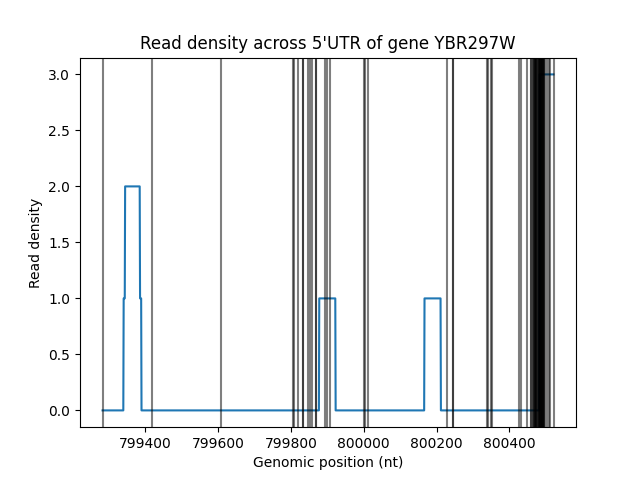 Read density across 5'UTR of gene YBR297W
3.0
2.5
2.0
1.5
1.0
0.5
0.0
Read density
799400 799600 799800 800000 800200 800400
Genomic position (nt)